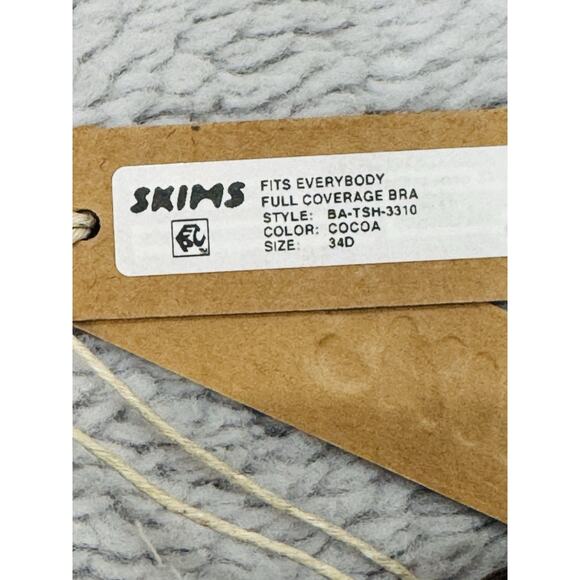 SKIMS
FITS EVERYBODY
FULL COVERAGE BRA
STYLE: BA-TSH-3310
COLOR: COCOA
SIZE: 34D